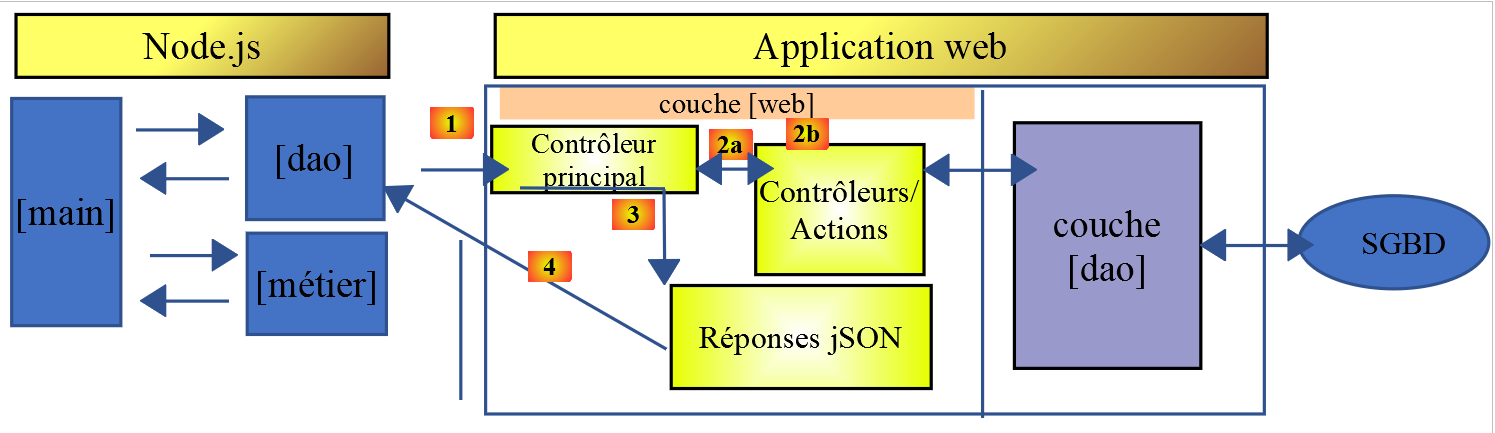 Node.js
Application web
couche [web]
[main]
[dao]
[métier]
1
Contrôleur
principal
2a
2b
Contrôleurs/
Actions
3
4
Réponses jSON
couche
[dao]
SGBD